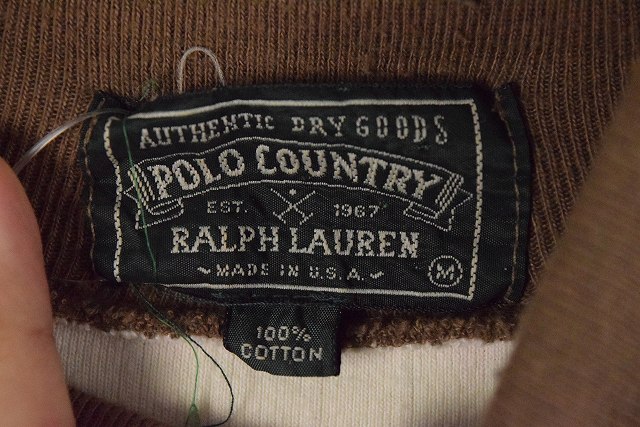 AUTHENTIC DRY GOODS
POLO COUNTRY
EST. 1967
RALPH LAUREN
MADE IN U.S.A.
M
100%
COTTON